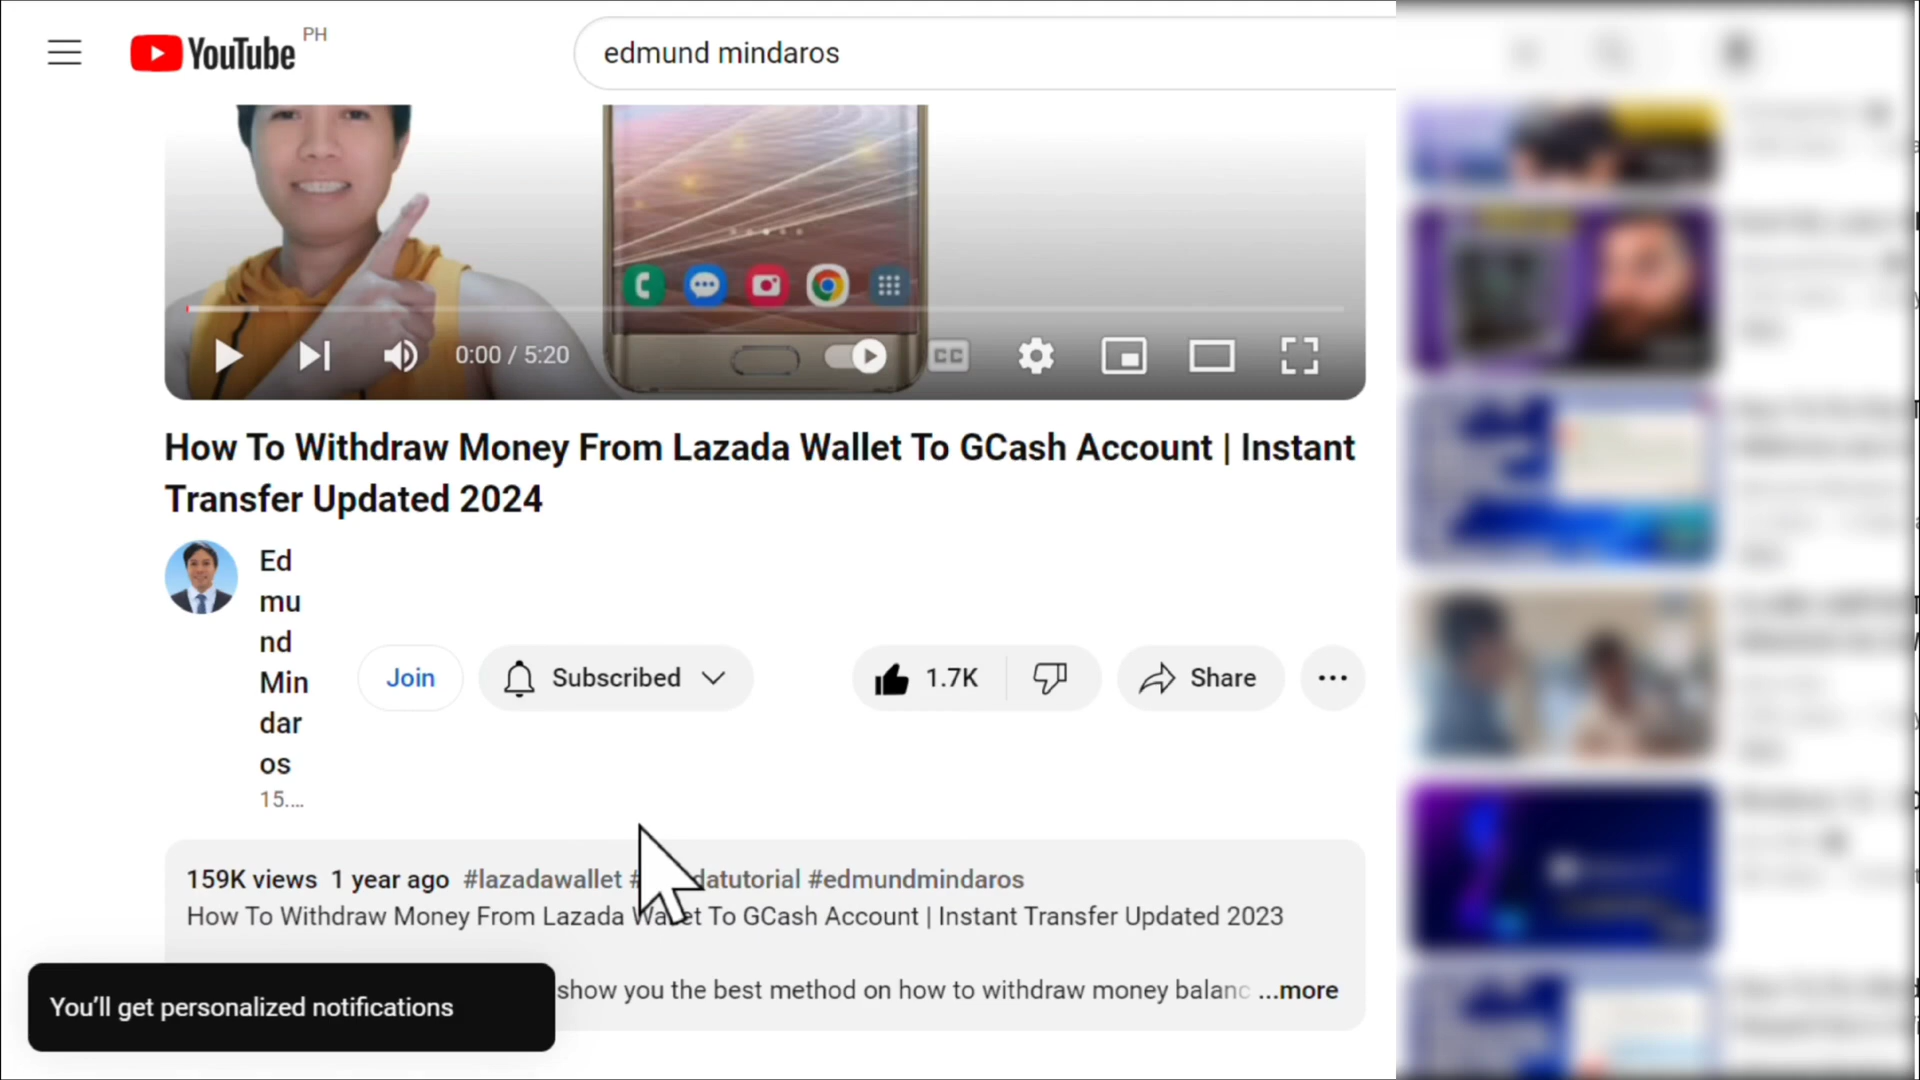 YouTube PH
edmund mindaros
0:00 / 5:20
CC
How To Withdraw Money From Lazada Wallet To GCash Account | Instant
Transfer Updated 2024
Ed
mu
nd
Min
dar
os
15....
Join
Subscribed
1.7K
Share
159K views 1 year ago #lazadawallet # datutorial #edmundmindaros
How To Withdraw Money From Lazada Wallet To GCash Account | Instant Transfer Updated 2023
show you the best method on how to withdraw money balanc ...more
You'll get personalized notifications